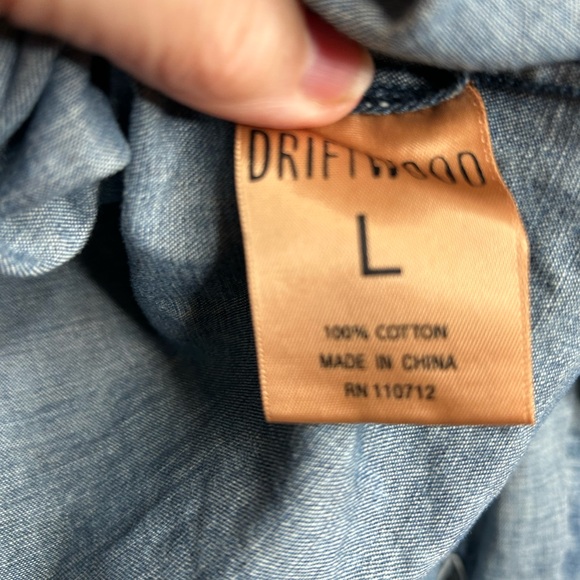 DRIFTWOOD
L
100% COTTON
MADE IN CHINA
RN 110712